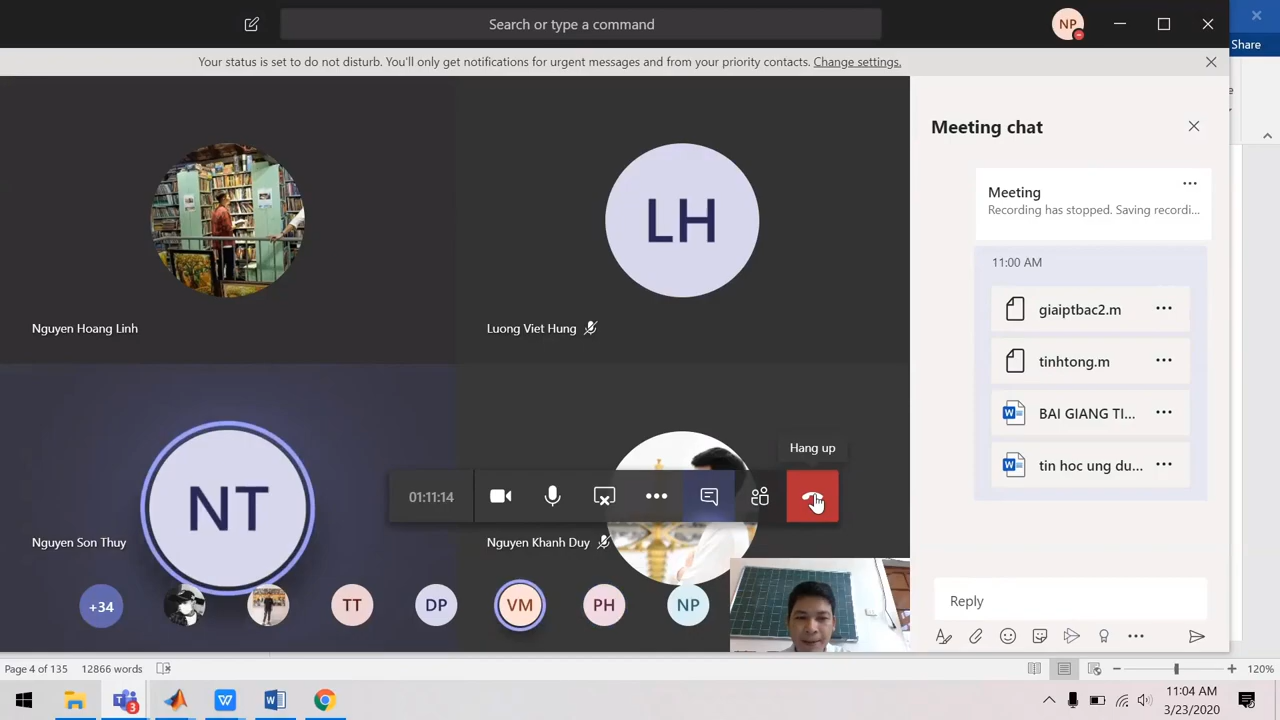 Search or type a command
NP
Share
Your status is set to do not disturb. You'll only get notifications for urgent messages and from your priority contacts. Change settings.
Meeting chat
Meeting
Recording has stopped. Saving recordi...
11:00 AM
giaiptbac2.m
tinhtong.m
BAI GIANG TI...
tin hoc ung du...
Reply
LH
Nguyen Hoang Linh
Luong Viet Hung
NT
Hang up
01:11:14
Nguyen Son Thuy
Nguyen Khanh Duy
+34
TT
DP
VM
PH
NP
Page 4 of 135
12866 words
120%
3
11:04 AM
3/23/2020